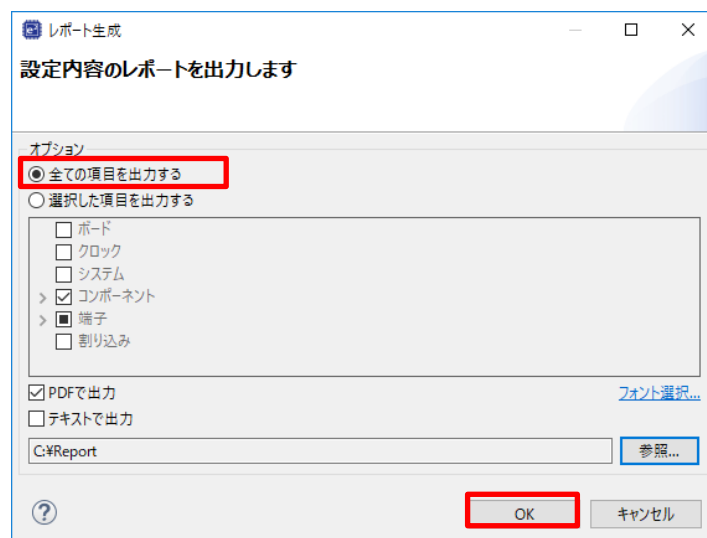 レポート生成
設定内容のレポートを出力します
オプション
全ての項目を出力する
選択した項目を出力する
ボード
クロック
システム
コンポーネント
端子
割り込み
PDFで出力
フォント選択...
テキストで出力
C:¥Report
参照...
OK
キャンセル